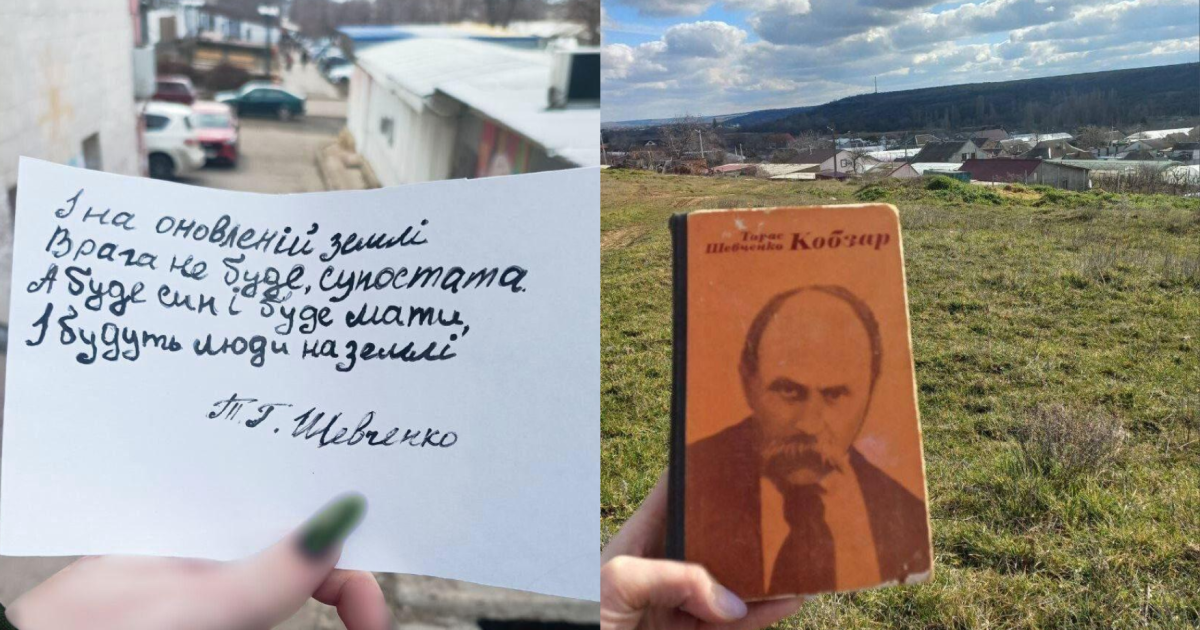 І на оновленій землі
Врага не буде, супостата.
А буде син і буде мати,
І будуть люди на землі
Т.Г. Шевченко
Тарас
Шевченко Кобзар